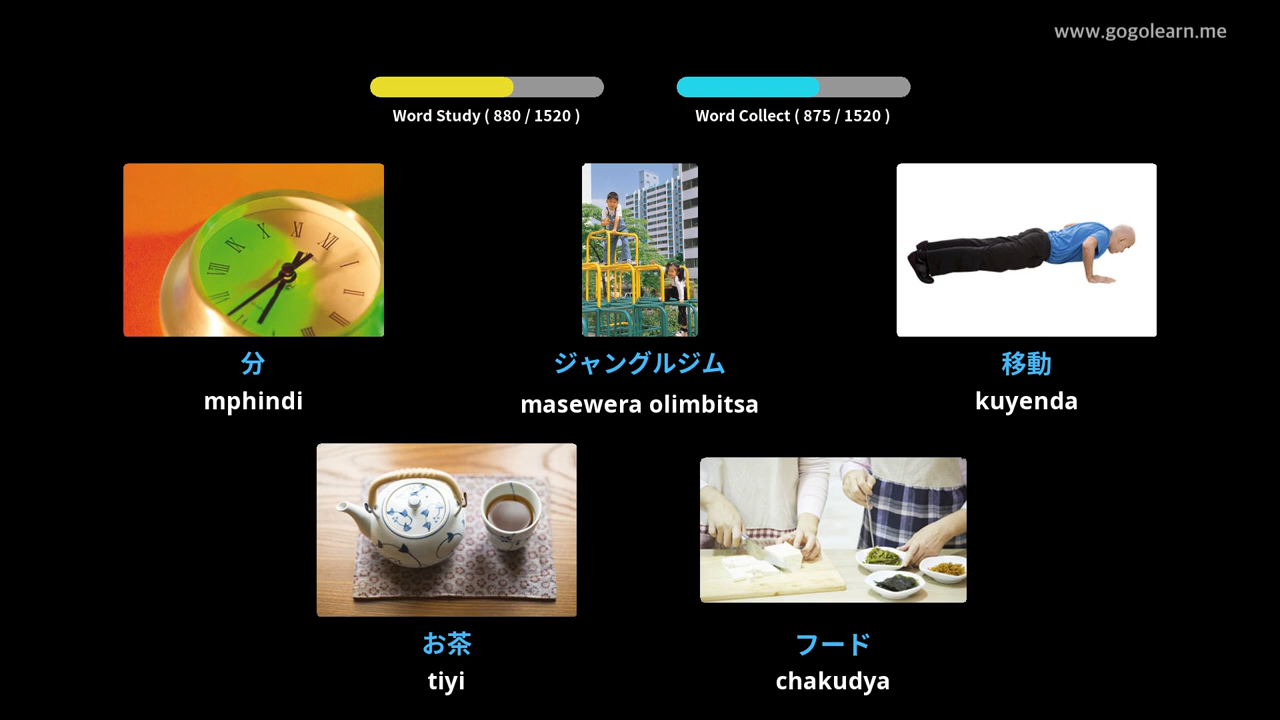 www.gogolearn.me
Word Study ( 880 / 1520 )
Word Collect ( 875 / 1520 )
分
mphindi
ジャングルジム
masewera olimbitsa
移動
kuyenda
お茶
tiyi
フード
chakudya